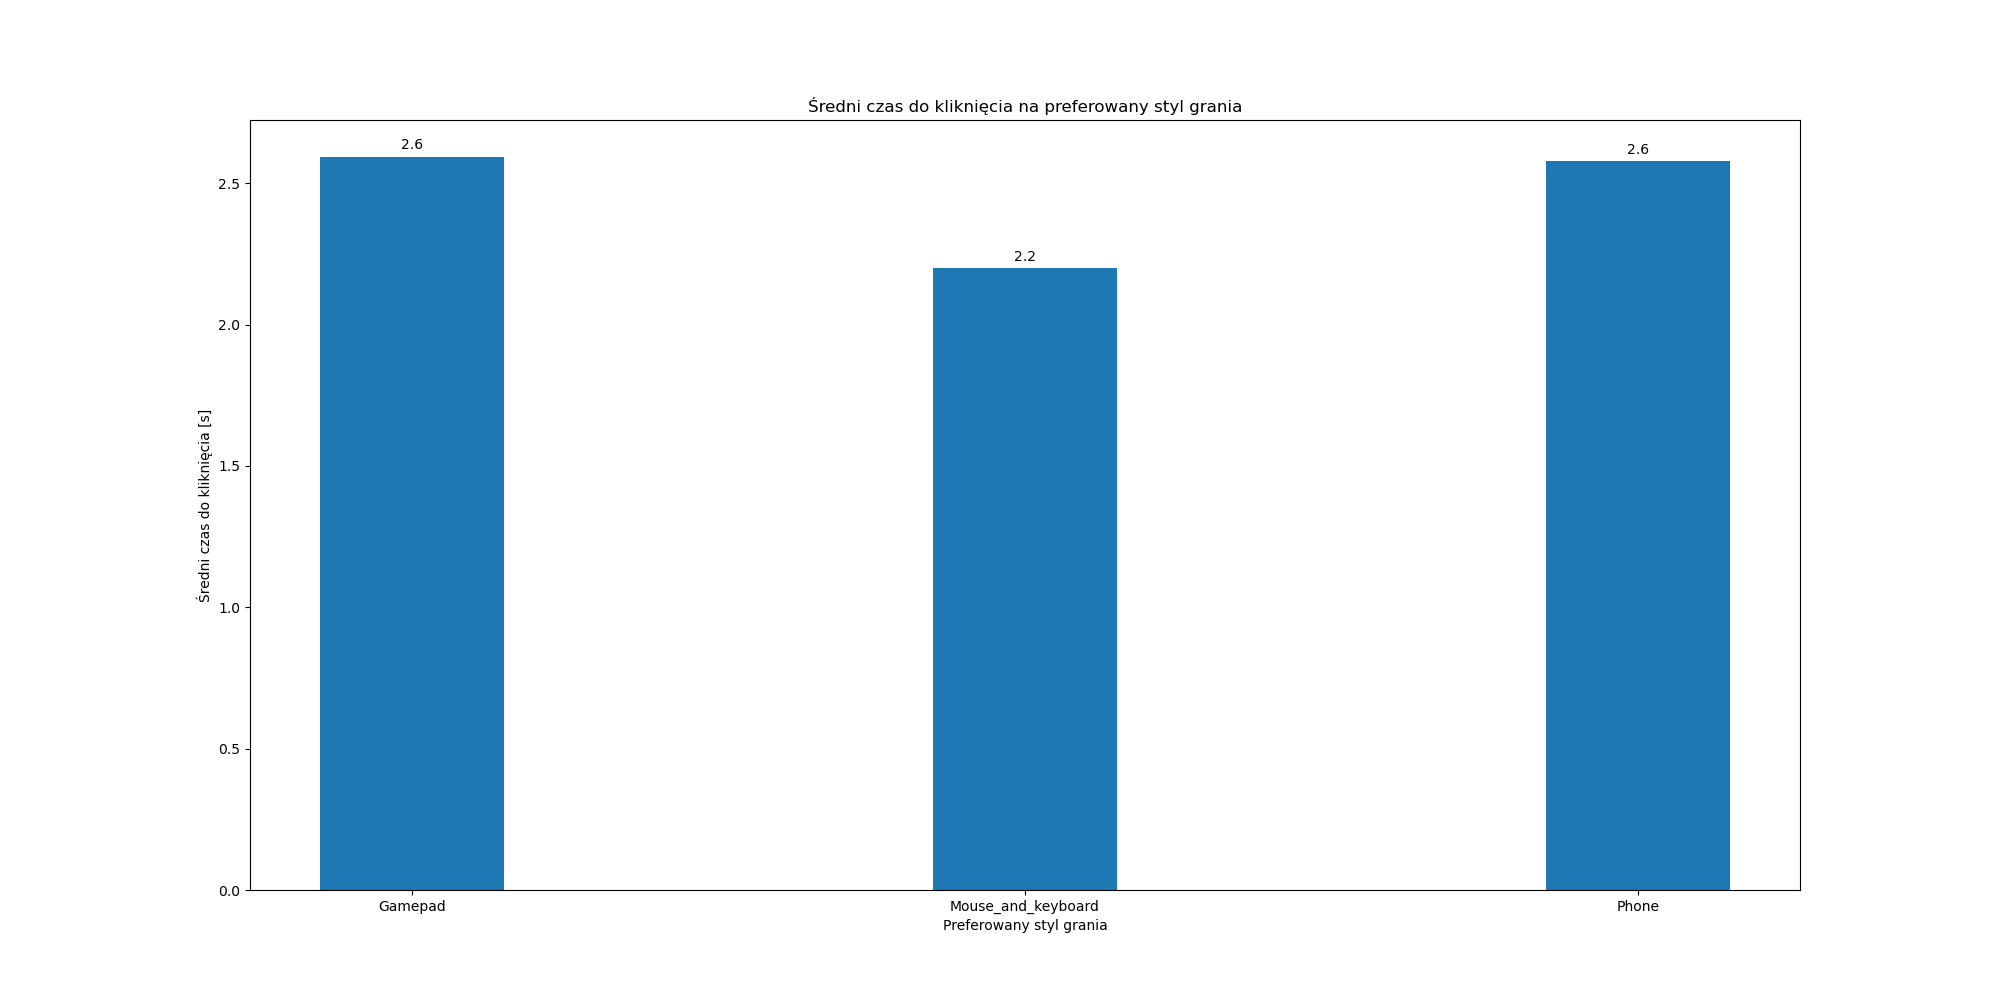 Średni czas do kliknięcia na preferowany styl grania
2.6
2.2
2.6
2.5
2.0
1.5
1.0
0.5
0.0
Średni czas do kliknięcia [s]
Gamepad
Mouse_and_keyboard
Phone
Preferowany styl grania